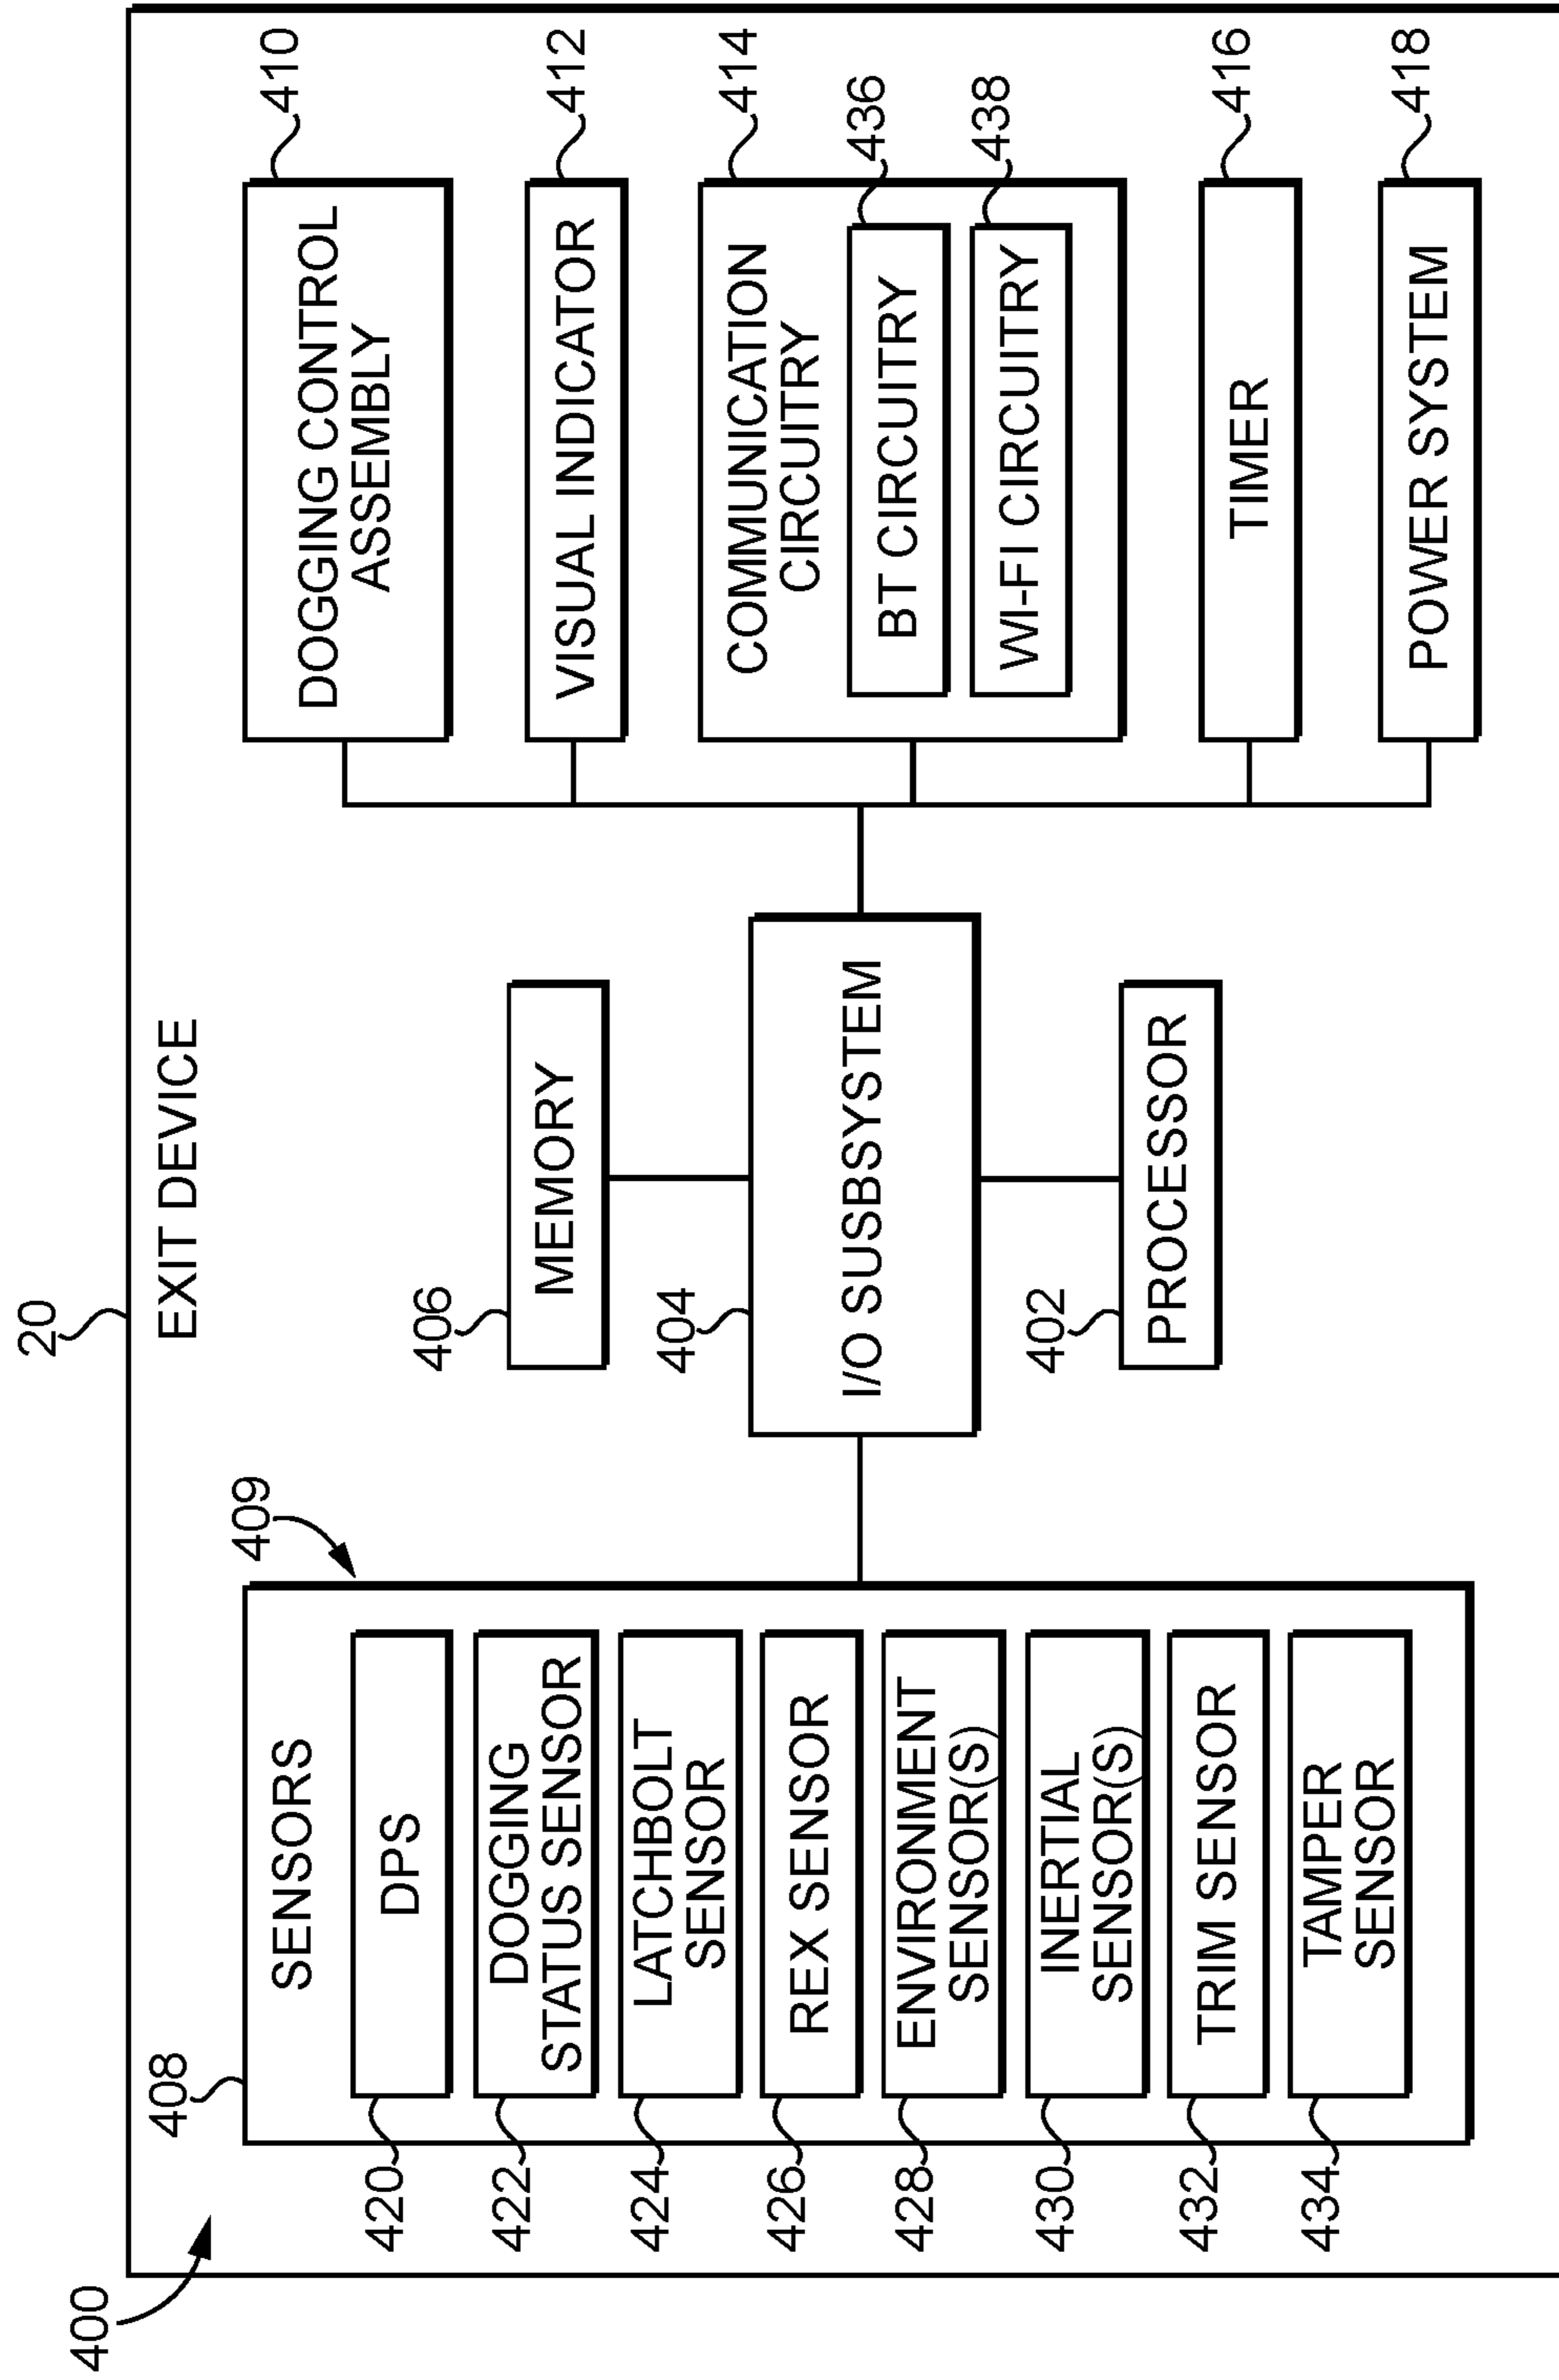 20
400
EXIT DEVICE
408
SENSORS
409
420
DPS
422
DOGGING
STATUS SENSOR
424
LATCHBOLT
SENSOR
426
REX SENSOR
428
ENVIRONMENT
SENSOR(S)
430
INERTIAL
SENSOR(S)
432
TRIM SENSOR
434
TAMPER
SENSOR
406
MEMORY
404
I/O SUSBSYSTEM
402
PROCESSOR
410
DOGGING CONTROL
ASSEMBLY
412
VISUAL INDICATOR
414
COMMUNICATION
CIRCUITRY
436
BT CIRCUITRY
438
WI-FI CIRCUITRY
416
TIMER
418
POWER SYSTEM